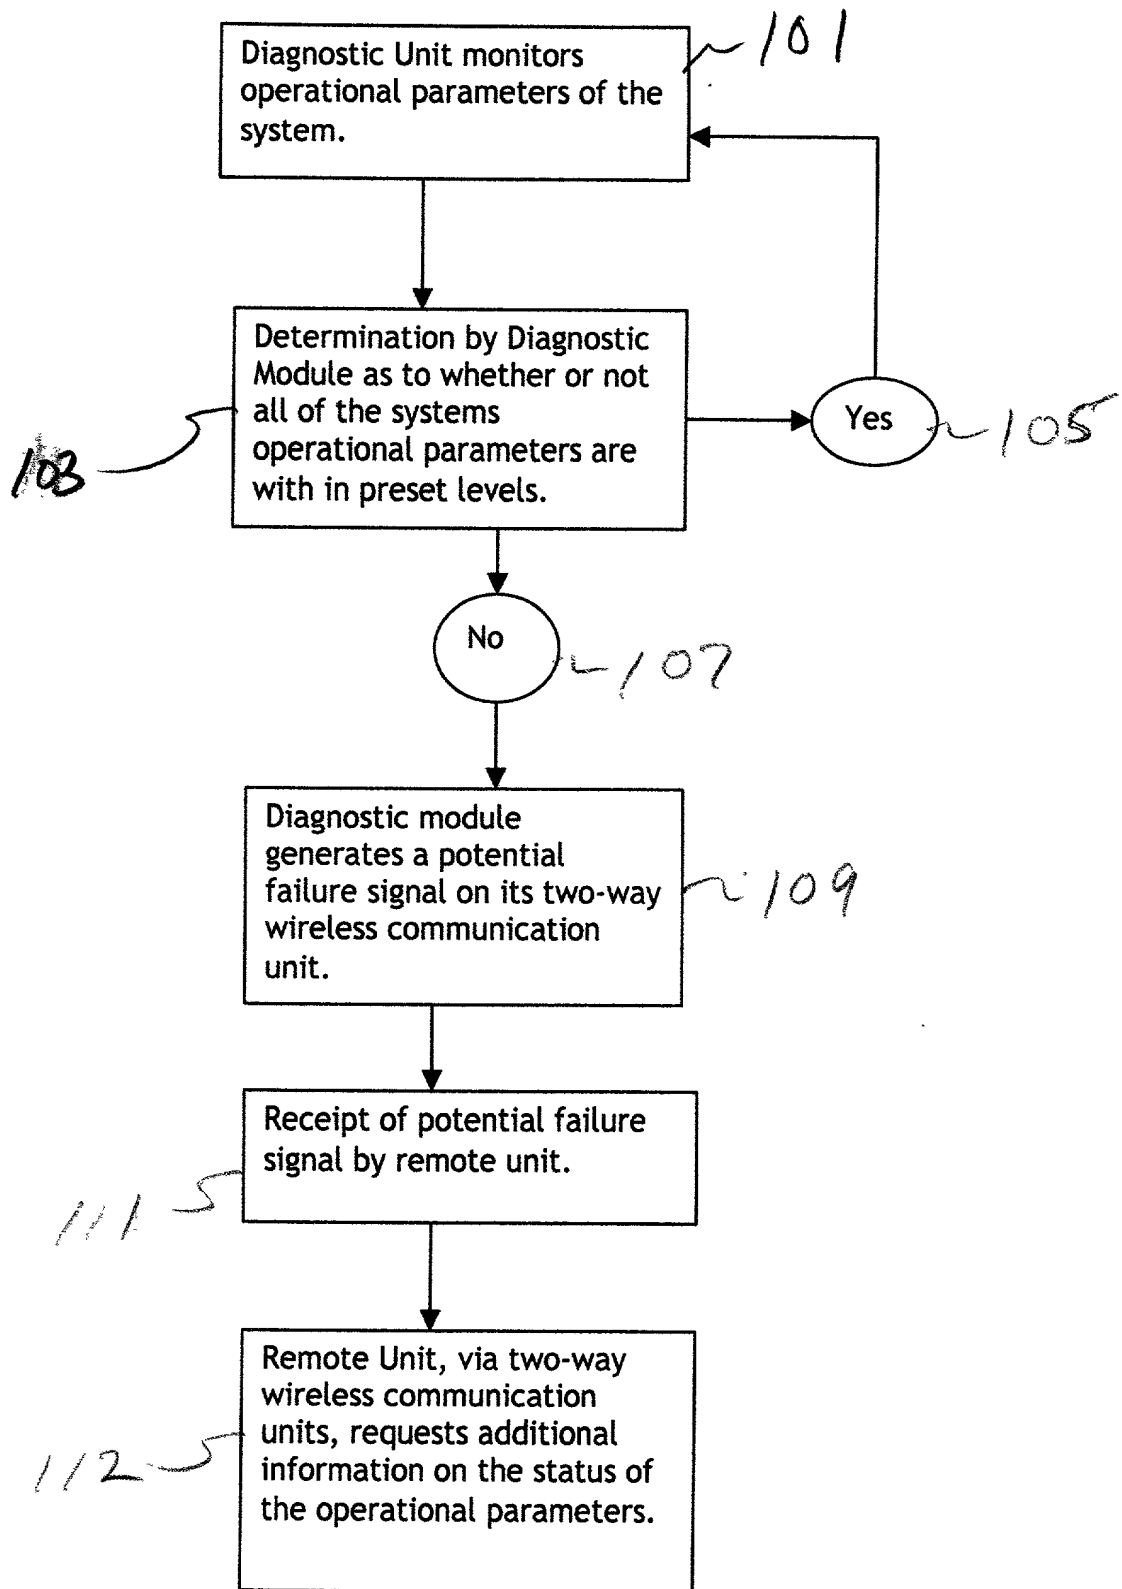 Diagnostic Unit monitors
operational parameters of the
system.
101
Determination by Diagnostic
Module as to whether or not
all of the systems
operational parameters are
with in preset levels.
103
Yes
105
No
107
Diagnostic module
generates a potential
failure signal on its two-way
wireless communication
unit.
109
Receipt of potential failure
signal by remote unit.
111
Remote Unit, via two-way
wireless communication
units, requests additional
information on the status of
the operational parameters.
112